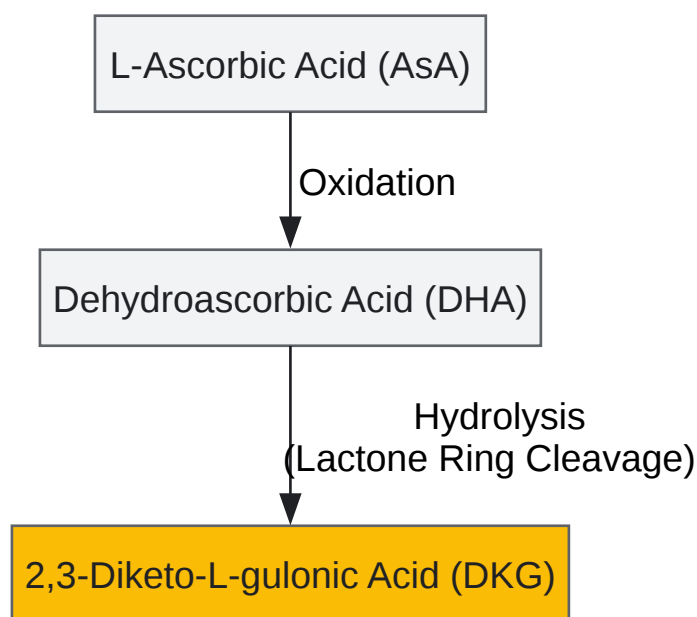 L-Ascorbic Acid (AsA)
Oxidation
Dehydroascorbic Acid (DHA)
Hydrolysis
(Lactone Ring Cleavage)
2,3-Diketo-L-gulonic Acid (DKG)